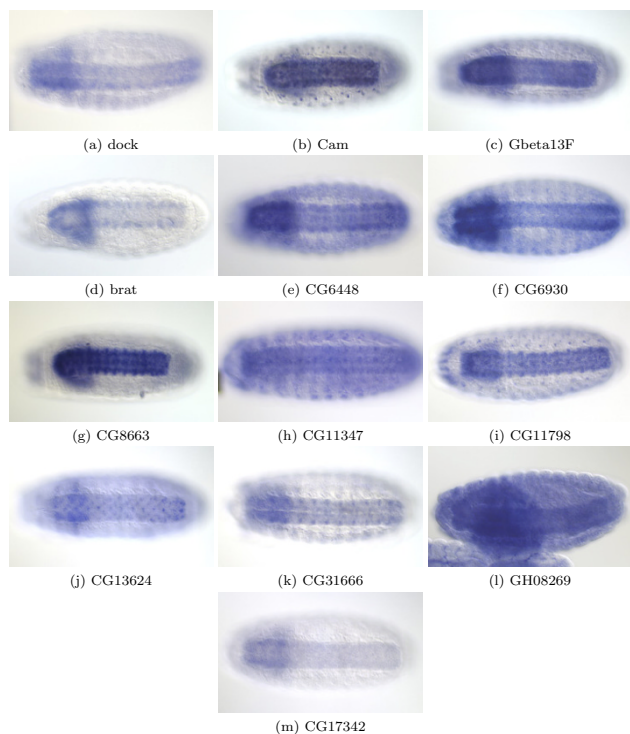 (a) dock
(b) Cam
(c) Gbeta13F
(d) brat
(e) CG6448
(f) CG6930
(g) CG8663
(h) CG11347
(i) CG11798
(j) CG13624
(k) CG31666
(l) GH08269
(m) CG17342